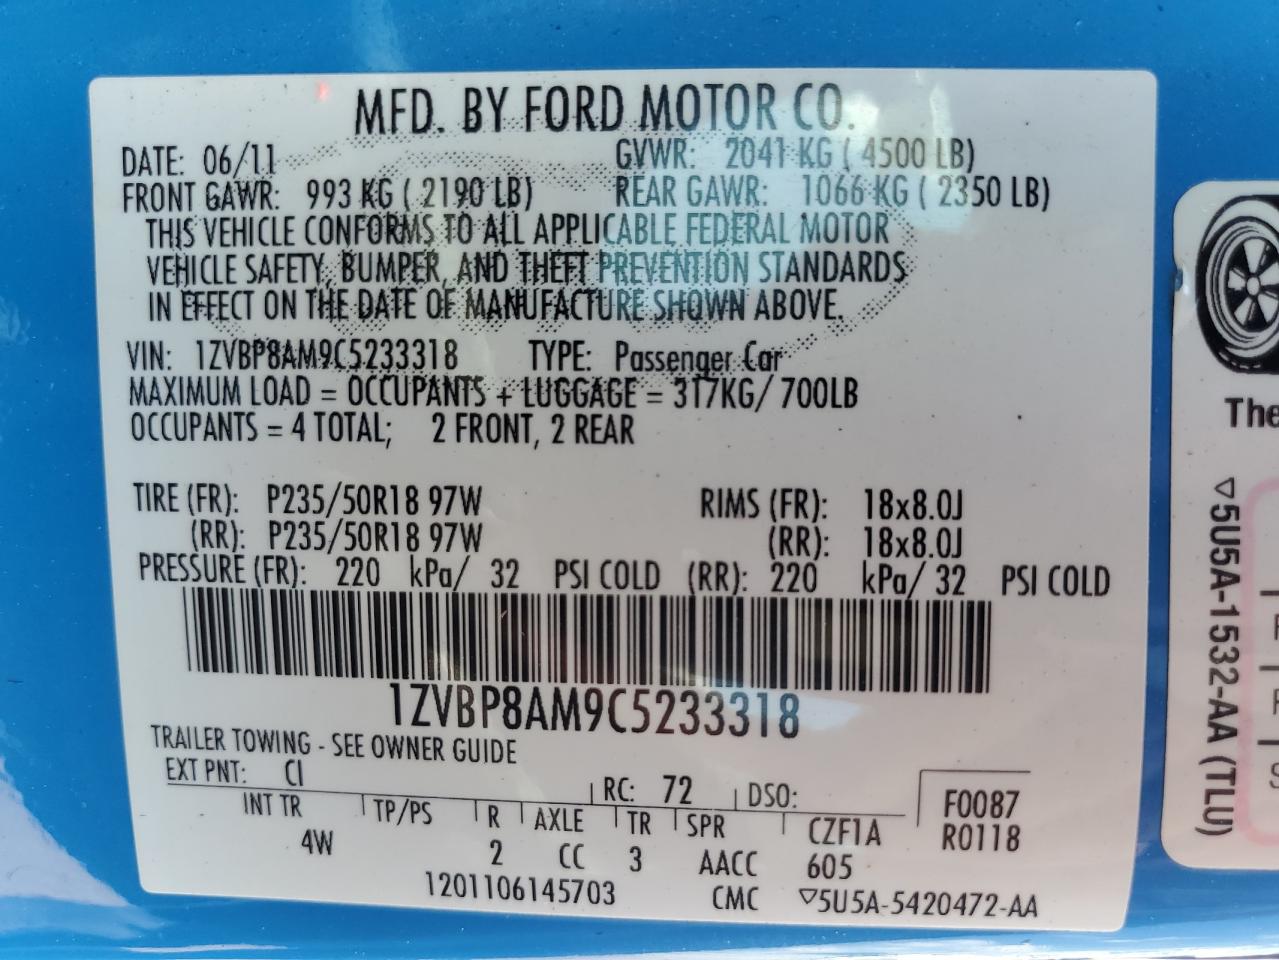 MFD. BY FORD MOTOR CO.
DATE: 06/11 GVWR: 2041 KG ( 4500 LB)
FRONT GAWR: 993 KG ( 2190 LB) REAR GAWR: 1066 KG ( 2350 LB)
THIS VEHICLE CONFORMS TO ALL APPLICABLE FEDERAL MOTOR
VEHICLE SAFETY, BUMPER, AND THEFT PREVENTION STANDARDS
IN EFFECT ON THE DATE OF MANUFACTURE SHOWN ABOVE.
VIN: 1ZVBP8AM9C5233318 TYPE: Passenger Car
MAXIMUM LOAD = OCCUPANTS + LUGGAGE = 317KG/ 700LB
OCCUPANTS = 4 TOTAL; 2 FRONT, 2 REAR
TIRE (FR): P235/50R18 97W RIMS (FR): 18x8.0J
(RR): P235/50R18 97W (RR): 18x8.0J
PRESSURE (FR): 220 kPa/ 32 PSI COLD (RR): 220 kPa/ 32 PSI COLD
1ZVBP8AM9C5233318
TRAILER TOWING - SEE OWNER GUIDE
EXT PNT: CI RC: 72 DSO: F0087
INT TR TP/PS R AXLE TR SPR CZF1A R0118
4W 2 CC 3 AACC 605
1201106145703 CMC ▽5U5A-5420472-AA
The
▽5U5A-1532-AA (TLU)